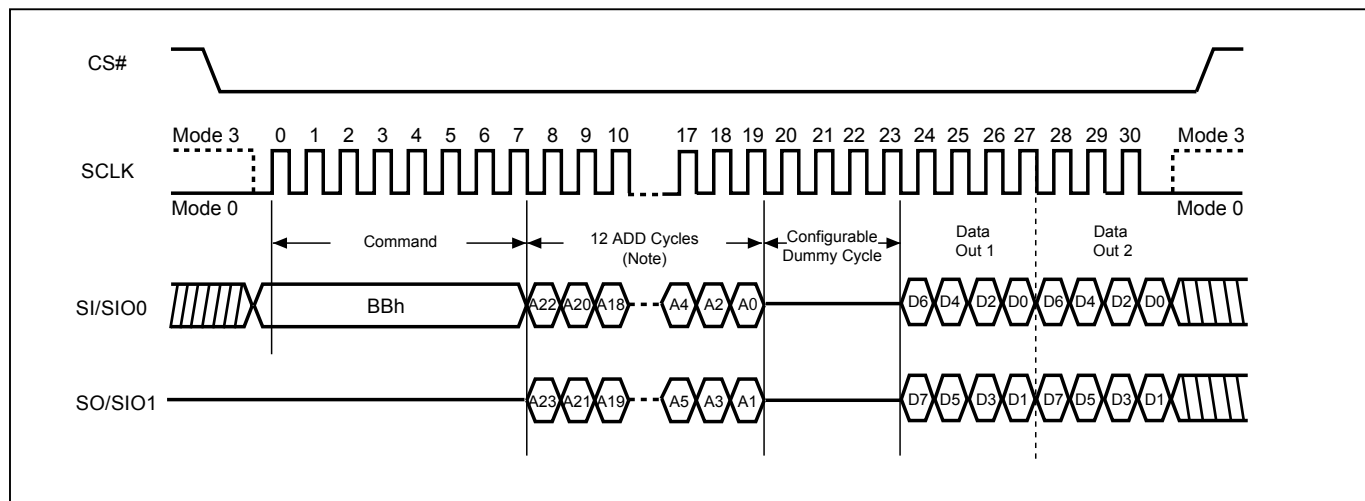 CS#
Mode 3 0 1 2 3 4 5 6 7 8 9 10 17 18 19 20 21 22 23 24 25 26 27 28 29 30 Mode 3
SCLK
Mode 0 Mode 0
Command 12 ADD Cycles (Note) Configurable Dummy Cycle Data Out 1 Data Out 2
SI/SIO0 BBh A22 A20 A18 A4 A2 A0 D6 D4 D2 D0 D6 D4 D2 D0
SO/SIO1 A23 A21 A19 A5 A3 A1 D7 D5 D3 D1 D7 D5 D3 D1